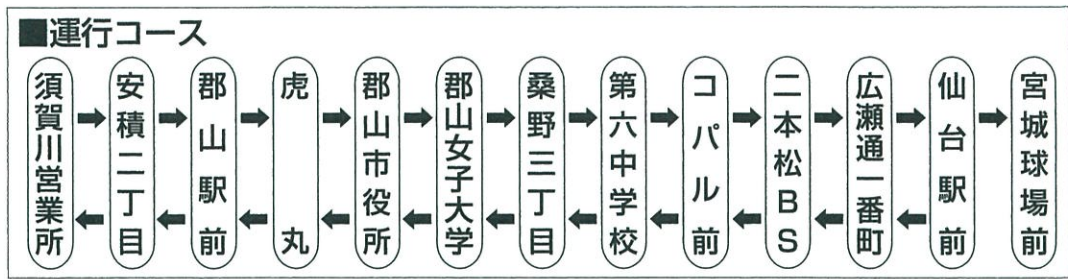 ■運行コース
須賀川営業所
安積二丁目
郡山駅前
虎丸
郡山市役所
郡山女子大学
桑野三丁目
第六中学校
コパル前
二本松BS
広瀬通一番町
仙台駅前
宮城球場前